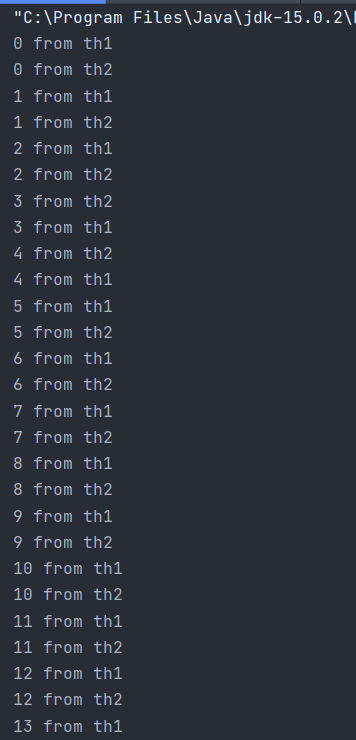 "C:\Program Files\Java\jdk-15.0.2\
0 from th1
0 from th2
1 from th1
1 from th2
2 from th1
2 from th2
3 from th2
3 from th1
4 from th2
4 from th1
5 from th1
5 from th2
6 from th1
6 from th2
7 from th1
7 from th2
8 from th1
8 from th2
9 from th1
9 from th2
10 from th1
10 from th2
11 from th1
11 from th2
12 from th1
12 from th2
13 from th1